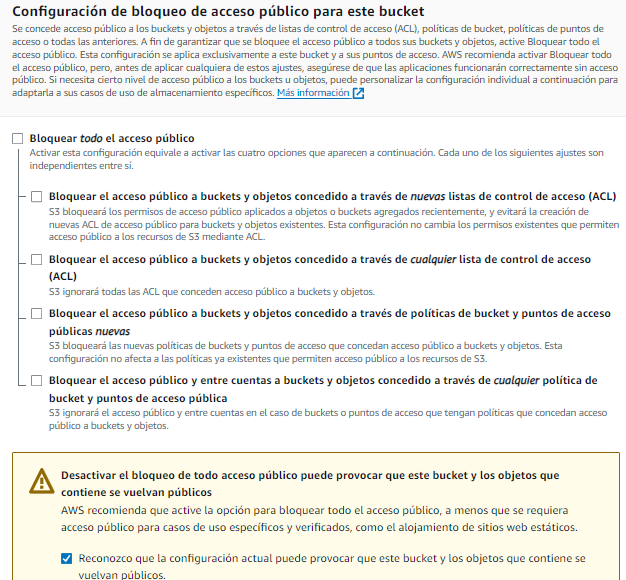 Configuración de bloqueo de acceso público para este bucket
Se concede acceso público a los buckets y objetos a través de listas de control de acceso (ACL), políticas de bucket, políticas de puntos de
acceso o todas las anteriores. A fin de garantizar que se bloquee el acceso público a todos sus buckets y objetos, active Bloquear todo el
acceso público. Esta configuración se aplica exclusivamente a este bucket y a sus puntos de acceso. AWS recomienda activar Bloquear todo
el acceso público, pero, antes de aplicar cualquiera de estos ajustes, asegúrese de que las aplicaciones funcionarán correctamente sin acceso
público. Si necesita cierto nivel de acceso público a los buckets u objetos, puede personalizar la configuración individual a continuación para
adaptarla a sus casos de uso de almacenamiento específicos. Más información
Bloquear todo el acceso público
Activar esta configuración equivale a activar las cuatro opciones que aparecen a continuación. Cada uno de los siguientes ajustes son
independientes entre sí.
Bloquear el acceso público a buckets y objetos concedido a través de nuevas listas de control de acceso (ACL)
S3 bloqueará los permisos de acceso público aplicados a objetos o buckets agregados recientemente, y evitará la creación de
nuevas ACL de acceso público para buckets y objetos existentes. Esta configuración no cambia los permisos existentes que permiten
acceso público a los recursos de S3 mediante ACL.
Bloquear el acceso público a buckets y objetos concedido a través de cualquier lista de control de acceso
(ACL)
S3 ignorará todas las ACL que conceden acceso público a buckets y objetos.
Bloquear el acceso público a buckets y objetos concedido a través de políticas de bucket y puntos de acceso
públicas nuevas
S3 bloqueará las nuevas políticas de buckets y puntos de acceso que concedan acceso público a buckets y objetos. Esta
configuración no afecta a las políticas ya existentes que permiten acceso público a los recursos de S3.
Bloquear el acceso público y entre cuentas a buckets y objetos concedido a través de cualquier política de
bucket y puntos de acceso pública
S3 ignorará el acceso público y entre cuentas en el caso de buckets o puntos de acceso que tengan políticas que concedan acceso
público a buckets y objetos.
Desactivar el bloqueo de todo acceso público puede provocar que este bucket y los objetos que
contiene se vuelvan públicos
AWS recomienda que active la opción para bloquear todo el acceso público, a menos que se requiera
acceso público para casos de uso específicos y verificados, como el alojamiento de sitios web estáticos.
Reconozco que la configuración actual puede provocar que este bucket y los objetos que contiene se
vuelvan públicos.